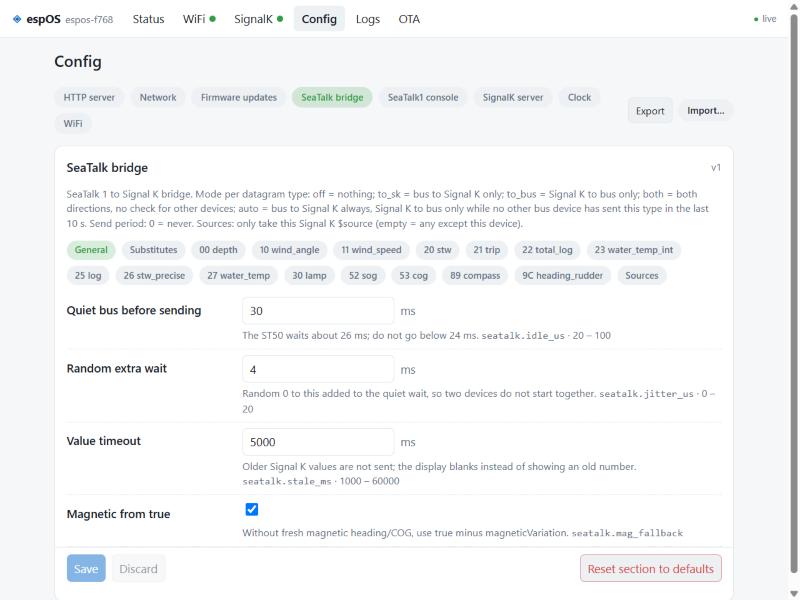 espOS espos-f768 Status WiFi SignalK Config Logs OTA live
Config
HTTP server Network Firmware updates SeaTalk bridge SeaTalk1 console SignalK server Clock
WiFi
Export Import...
SeaTalk bridge v1
SeaTalk 1 to Signal K bridge. Mode per datagram type: off = nothing; to_sk = bus to Signal K only; to_bus = Signal K to bus only; both = both
directions, no check for other devices; auto = bus to Signal K always, Signal K to bus only while no other bus device has sent this type in the last
10 s. Send period: 0 = never. Sources: only take this Signal K $source (empty = any except this device).
General Substitutes 00 depth 10 wind_angle 11 wind_speed 20 stw 21 trip 22 total_log 23 water_temp_int
25 log 26 stw_precise 27 water_temp 30 lamp 52 sog 53 cog 89 compass 9C heading_rudder Sources
Quiet bus before sending 30 ms
The ST50 waits about 26 ms; do not go below 24 ms. seatalk.idle_us · 20 – 100
Random extra wait 4 ms
Random 0 to this added to the quiet wait, so two devices do not start together. seatalk.jitter_us · 0 –
20
Value timeout 5000 ms
Older Signal K values are not sent; the display blanks instead of showing an old number.
seatalk.stale_ms · 1000 – 60000
Magnetic from true
Without fresh magnetic heading/COG, use true minus magneticVariation. seatalk.mag_fallback
Save Discard Reset section to defaults